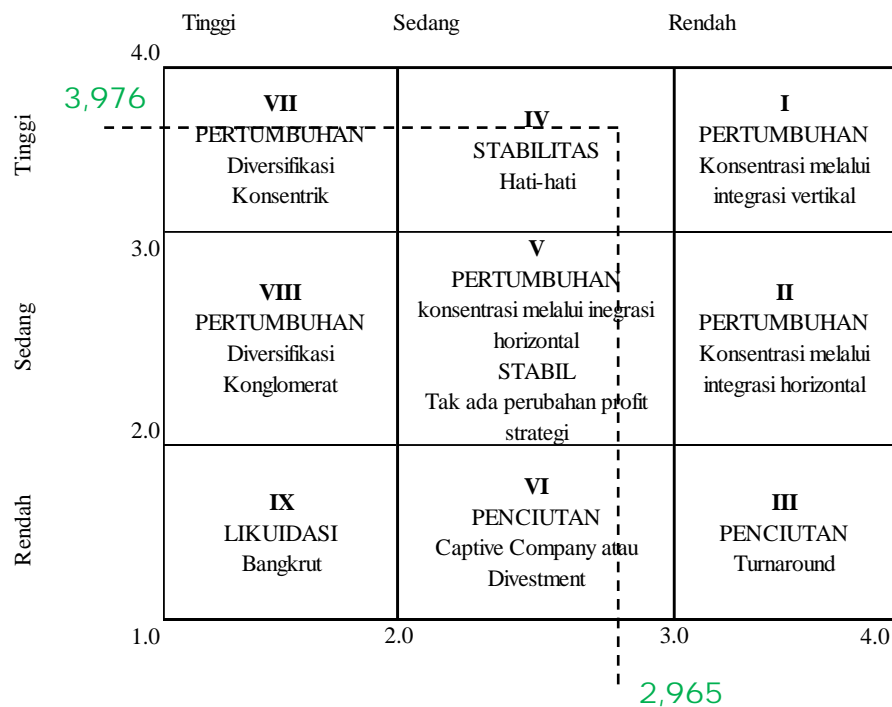 Tinggi Sedang Rendah
4.0
3,976
Tinggi
VII
PERTUMBUHAN
Diversifikasi
Konsentrik
IV
STABILITAS
Hati-hati
I
PERTUMBUHAN
Konsentrasi melalui
integrasi vertikal
3.0
Sedang
VIII
PERTUMBUHAN
Diversifikasi
Konglomerat
V
PERTUMBUHAN
konsentrasi melalui inegrasi
horizontal
STABIL
Tak ada perubahan profit
strategi
II
PERTUMBUHAN
Konsentrasi melalui
integrasi horizontal
2.0
Rendah
IX
LIKUIDASI
Bangkrut
VI
PENCIUTAN
Captive Company atau
Divestment
III
PENCIUTAN
Turnaround
1.0 2.0 3.0 4.0
2,965